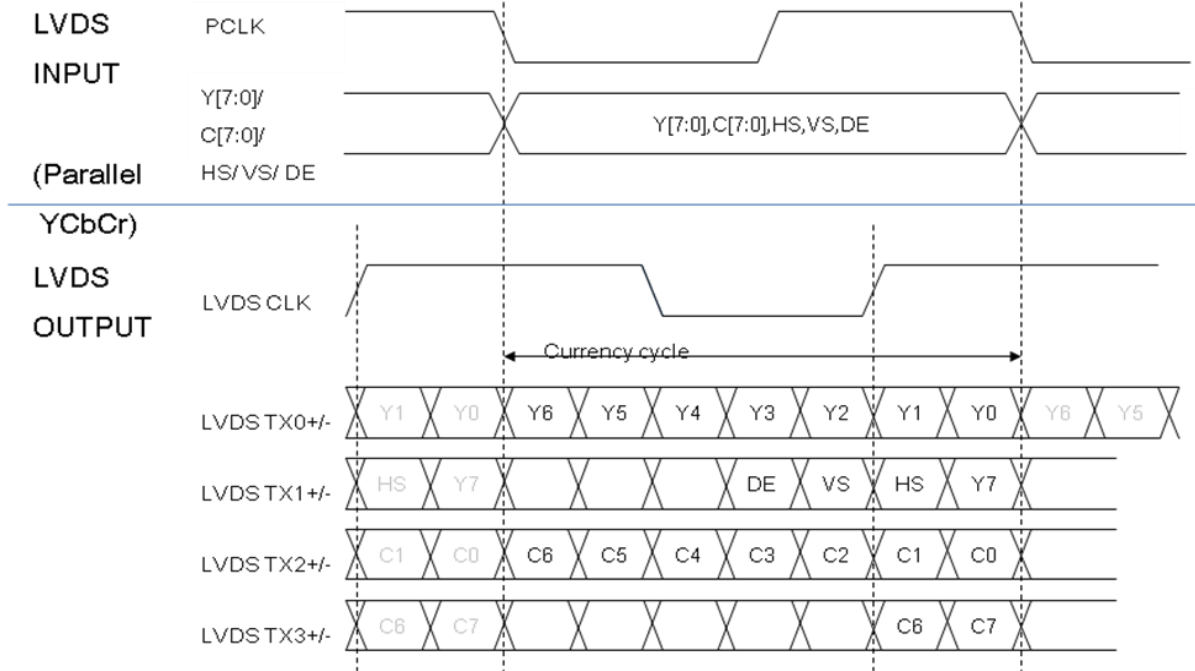 LVDS
INPUT
(Parallel
YCbCr)
LVDS
OUTPUT
PCLK
Y[7:0]/
C[7:0]/
HS/ VS/ DE
Y[7:0],C[7:0],HS,VS,DE
LVDS CLK
Currency cycle
LVDS TX0+/- Y1 Y0 Y6 Y5 Y4 Y3 Y2 Y1 Y0 Y6 Y5
LVDS TX1+/- HS Y7 DE VS HS Y7
LVDS TX2+/- C1 C0 C6 C5 C4 C3 C2 C1 C0
LVDS TX3+/- C6 C7 C6 C7